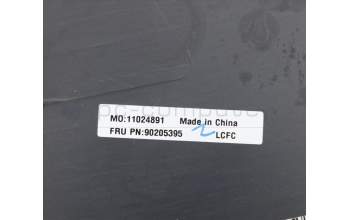 MO:11024891 Made in China
FRU PN:90205395 LCFC